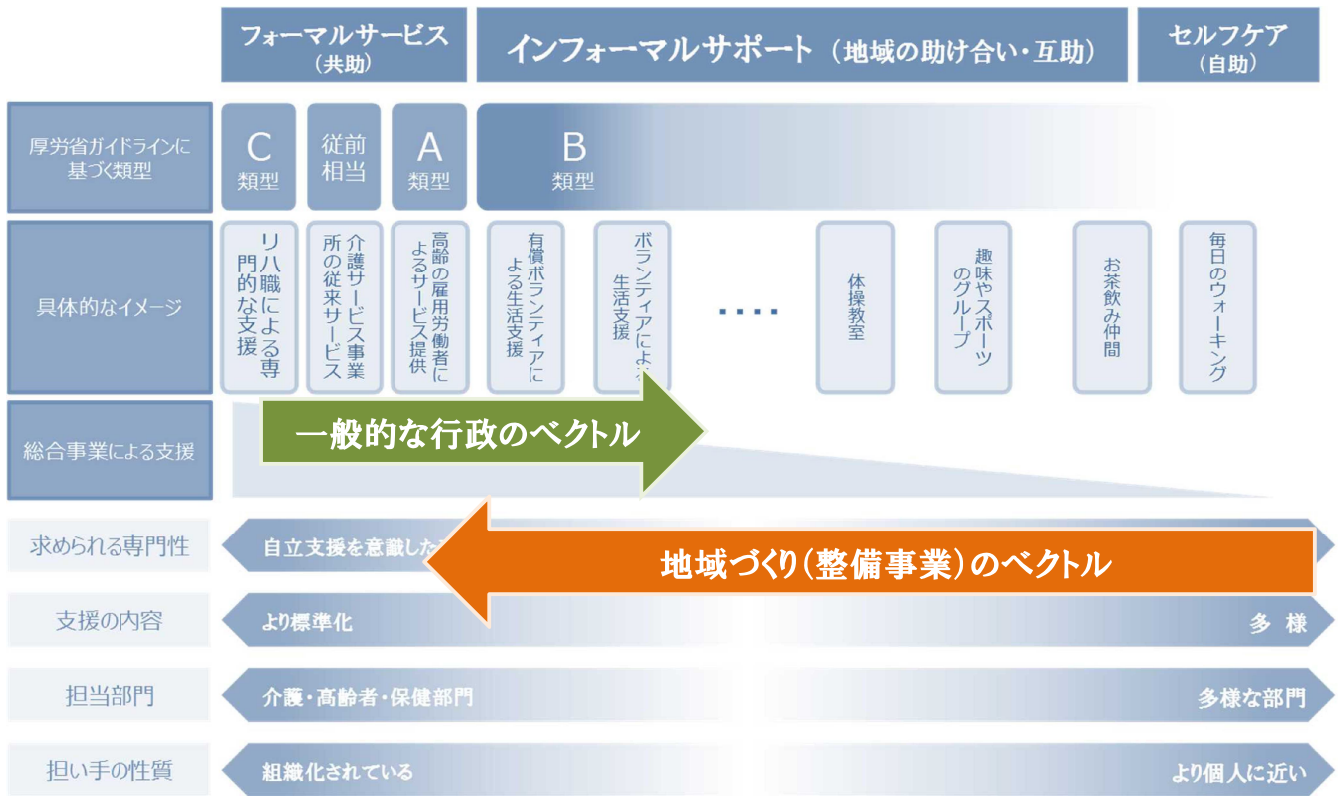 フォーマルサービス
（共助）
インフォーマルサポート（地域の助け合い・互助）
セルフケア
（自助）
厚労省ガイドラインに
基づく類型
C
類型
従前
相当
A
類型
B
類型
具体的なイメージ
リハ職による専
門的な支援
介護サービス事業
所の従来サービス
高齢の雇用労働者に
よるサービス提供
有償ボランティアに
よる生活支援
ボランティアによる
生活支援
・・・・
体操教室
趣味やスポーツ
のグループ
お茶飲み仲間
毎日のウォーキング
総合事業による支援
一般的な行政のベクトル
求められる専門性
自立支援を意識した
地域づくり（整備事業）のベクトル
支援の内容
より標準化
多 様
担当部門
介護・高齢者・保健部門
多様な部門
担い手の性質
組織化されている
より個人に近い